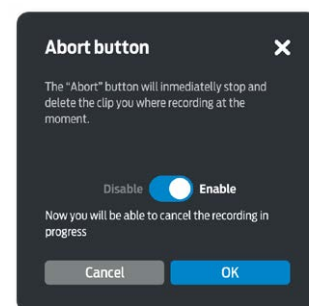 Abort button
The “Abort” button will inmediatelly stop and
delete the clip you where recording at the
moment.
Disable Enable
Now you will be able to cancel the recording in
progress
Cancel OK